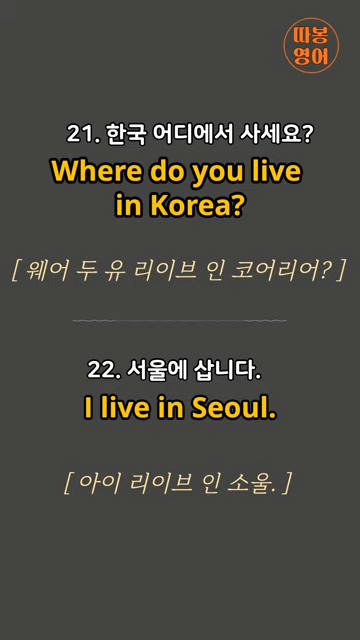 따봉
영어
21. 한국 어디에서 사세요?
Where do you live
in Korea?
[ 웨어 두 유 리이브 인 코어리어? ]
22. 서울에 삽니다.
I live in Seoul.
[ 아이 리이브 인 소울. ]